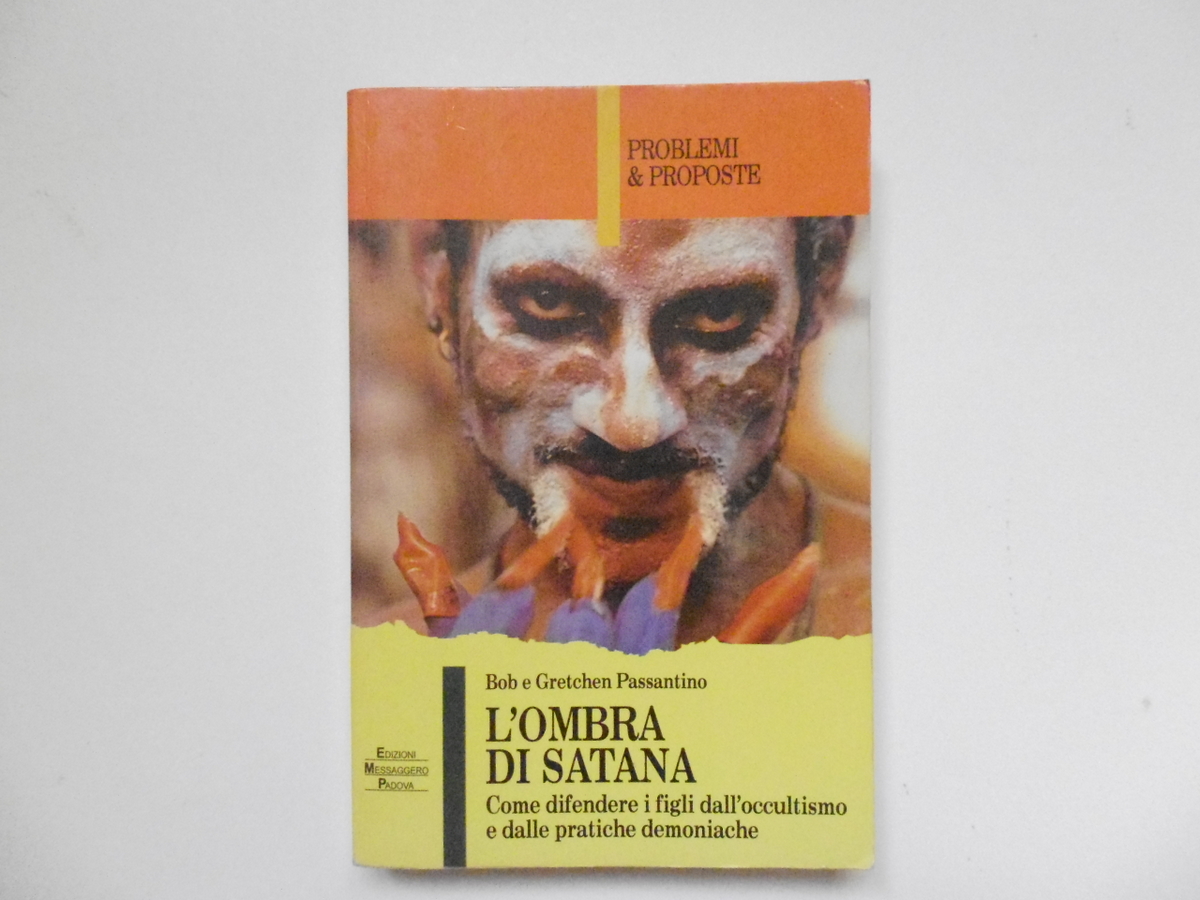 PROBLEMI
& PROPOSTE
Bob e Gretchen Passantino
L'OMBRA
DI SATANA
Come difendere i figli dall'occultismo
e dalle pratiche demoniache
EDIZIONI
MESSAGGERO
PADOVA